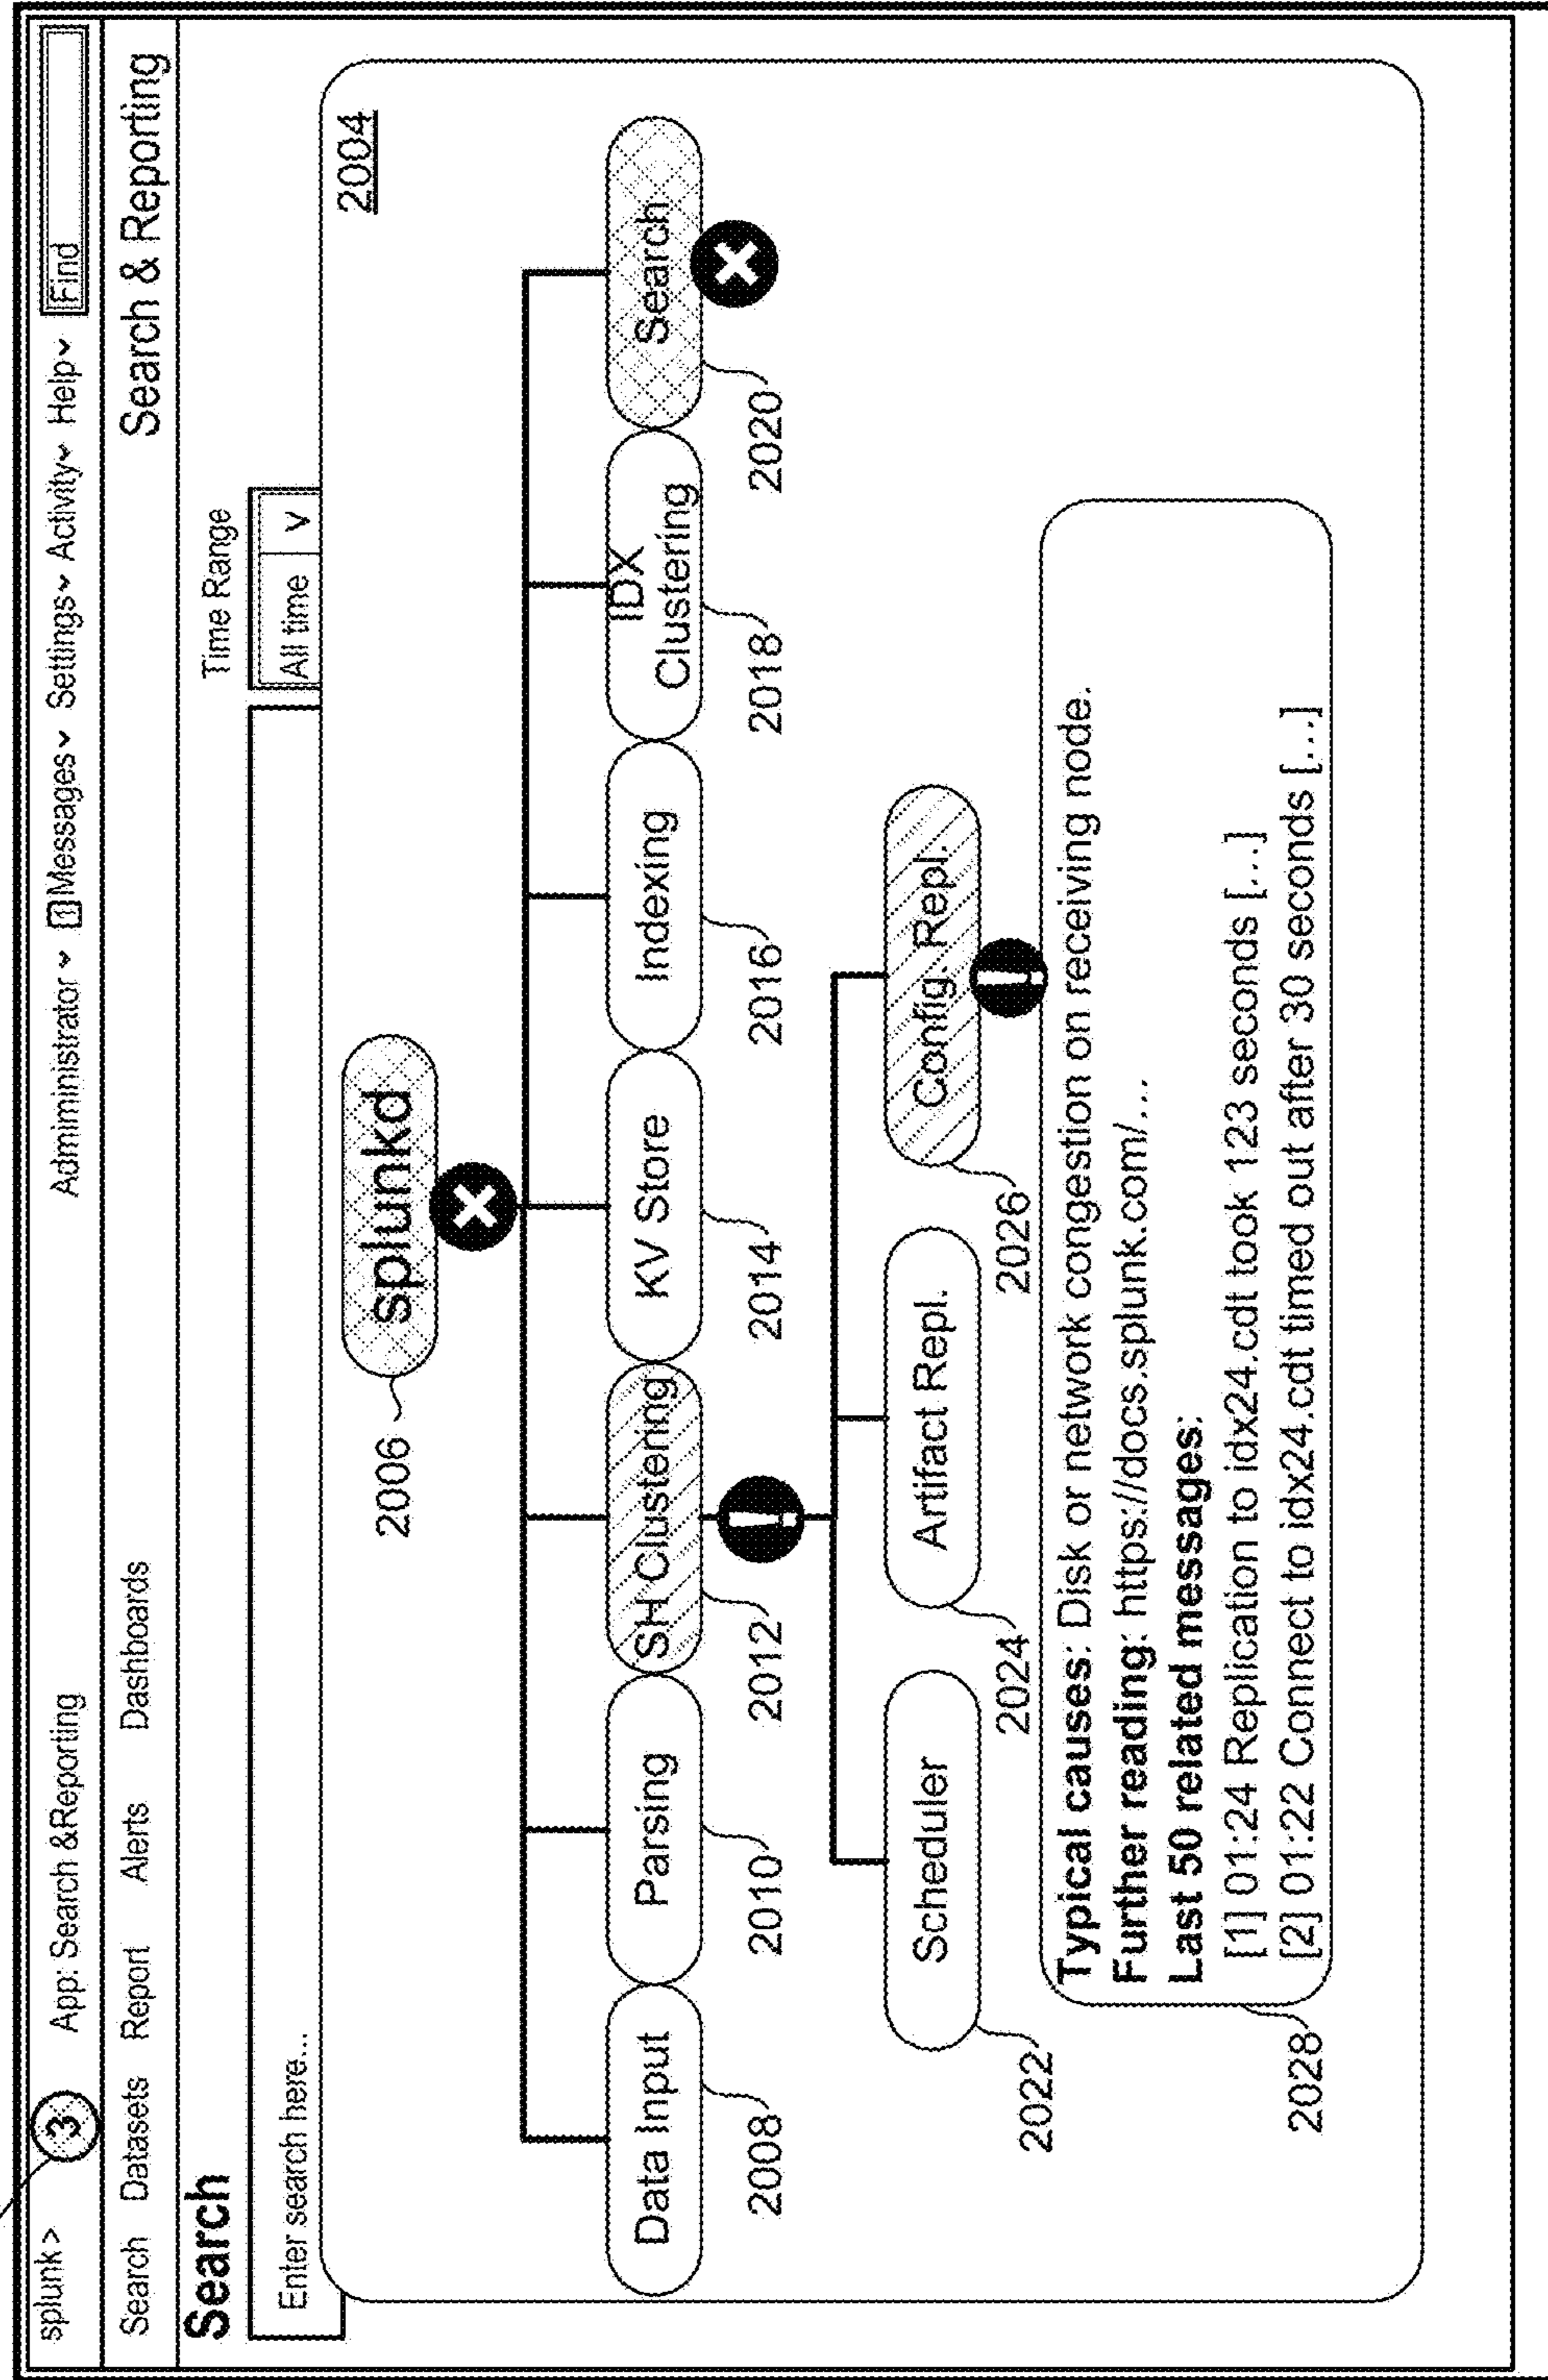 splunk> 3 App: Search &Reporting Admiministrator 1 Messages Settings Activity Help Find
Search Datasets Report Alerts Dashboards Search & Reporting
Search
Time Range
Enter search here... All time V
2004
splunkd
2006
Data Input Parsing SH Clustering KV Store Indexing IDX Clustering Search
2008 2010 2012 2014 2016 2018 2020
Scheduler Artifact Repl. Config. Repl.
2022 2024 2026
Typical causes: Disk or network congestion on receiving node.
Further reading: https://docs.splunk.com/...
Last 50 related messages:
[1] 01:24 Replication to idx24.cdt took 123 seconds [...]
[2] 01:22 Connect to idx24.cdt timed out after 30 seconds [...]
2028